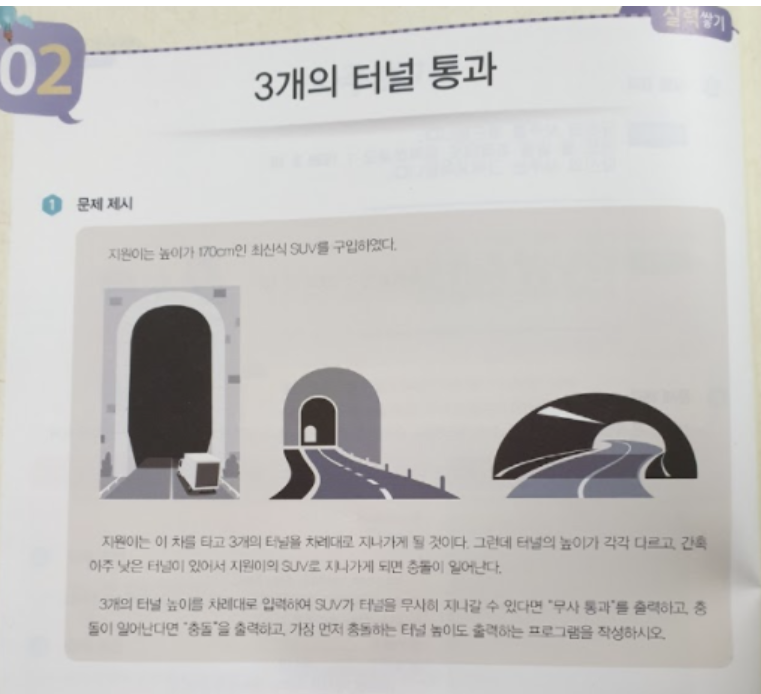 02
실력쌓기
3개의 터널 통과
1 문제 제시
지원이는 높이가 170cm인 최신식 SUV를 구입하였다.
지원이는 이 차를 타고 3개의 터널을 차례대로 지나가게 될 것이다. 그런데 터널의 높이가 각각 다르고, 간혹
아주 낮은 터널이 있어서 지원이의 SUV로 지나가게 되면 충돌이 일어난다.
3개의 터널 높이를 차례대로 입력하여 SUV가 터널을 무사히 지나갈 수 있다면 "무사 통과"를 출력하고, 충
돌이 일어난다면 "충돌"을 출력하고, 가장 먼저 충돌하는 터널 높이도 출력하는 프로그램을 작성하시오.